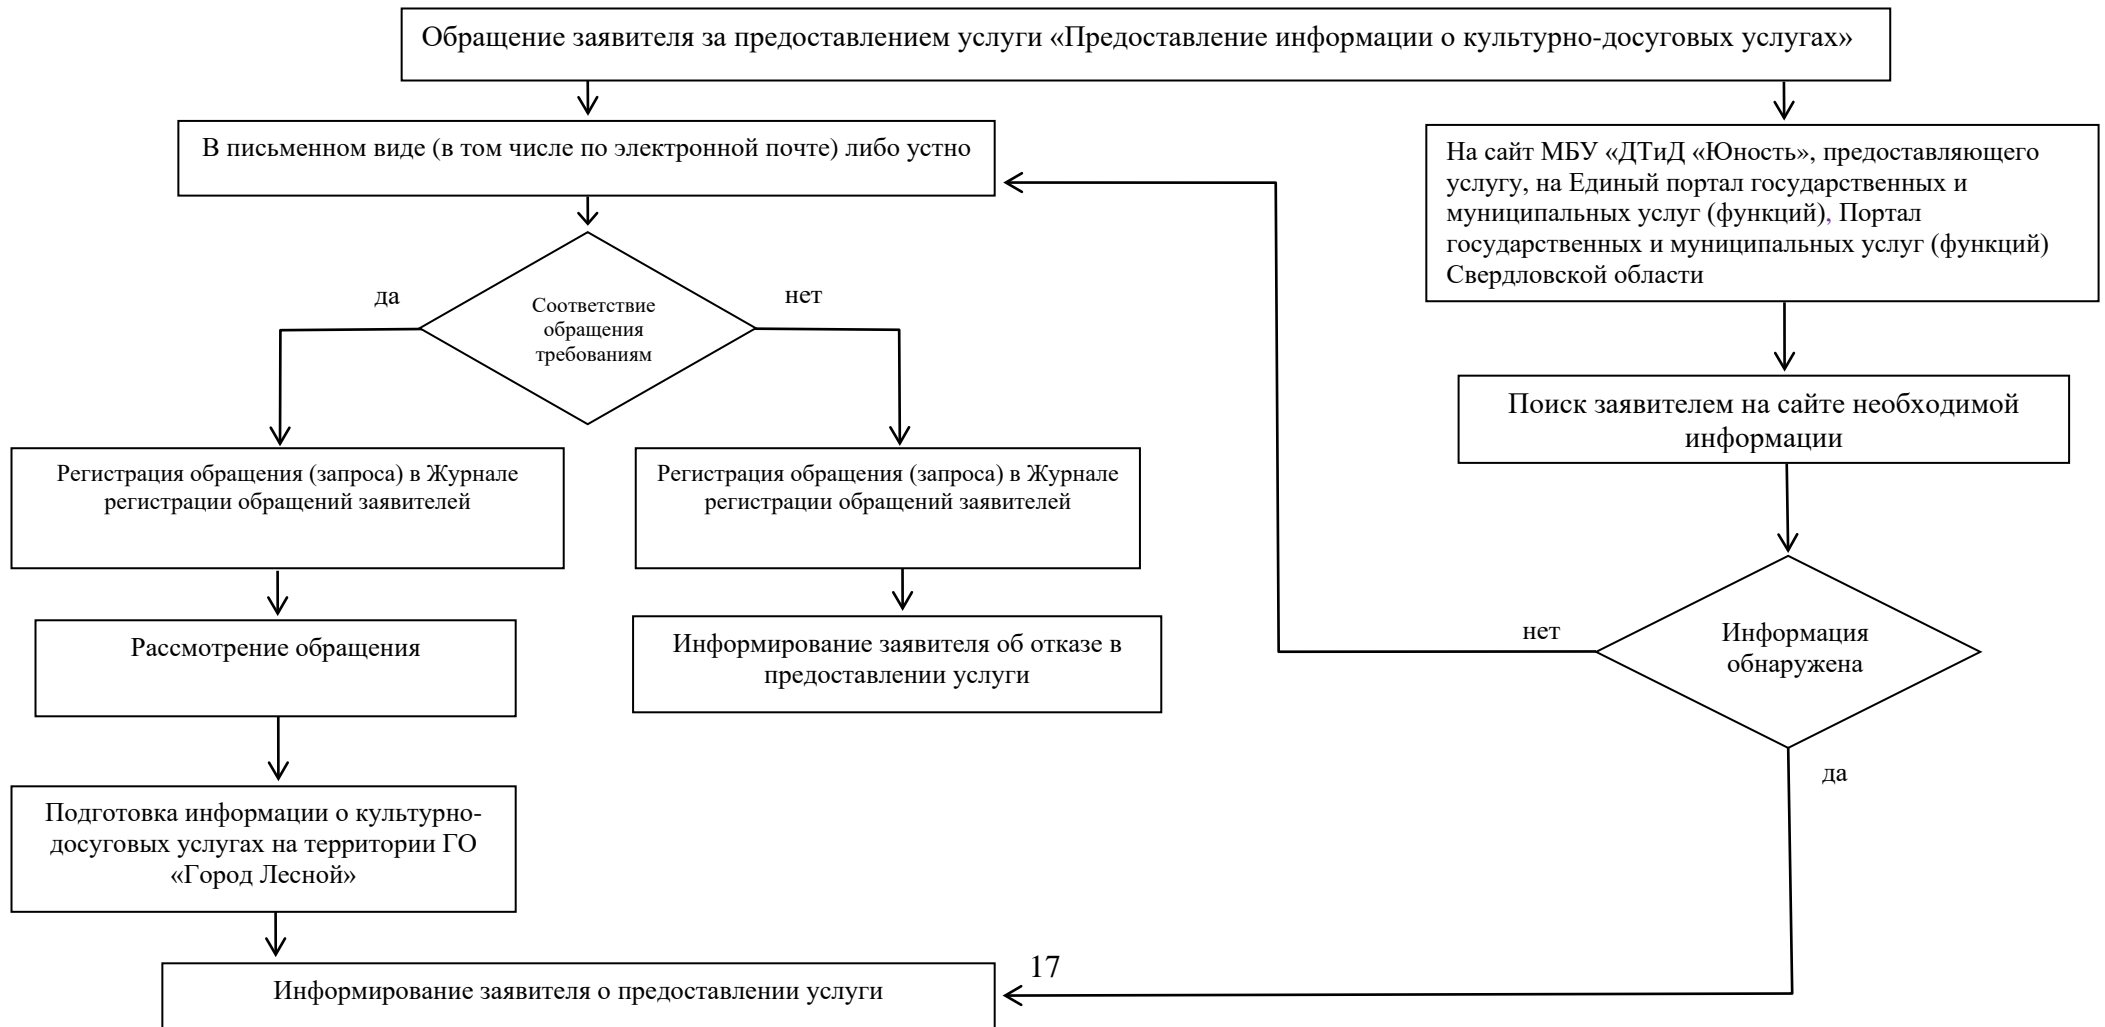 Обращение заявителя за предоставлением услуги «Предоставление информации о культурно-досуговых услугах»
В письменном виде (в том числе по электронной почте) либо устно
На сайт МБУ «ДТиД «Юность», предоставляющего
услугу, на Единый портал государственных и
муниципальных услуг (функций), Портал
государственных и муниципальных услуг (функций)
Свердловской области
да
Соответствие
обращения
требованиям
нет
Поиск заявителем на сайте необходимой
информации
Регистрация обращения (запроса) в Журнале
регистрации обращений заявителей
Регистрация обращения (запроса) в Журнале
регистрации обращений заявителей
Рассмотрение обращения
Информирование заявителя об отказе в
предоставлении услуги
нет
Информация
обнаружена
да
Подготовка информации о культурно-
досуговых услугах на территории ГО
«Город Лесной»
17
Информирование заявителя о предоставлении услуги